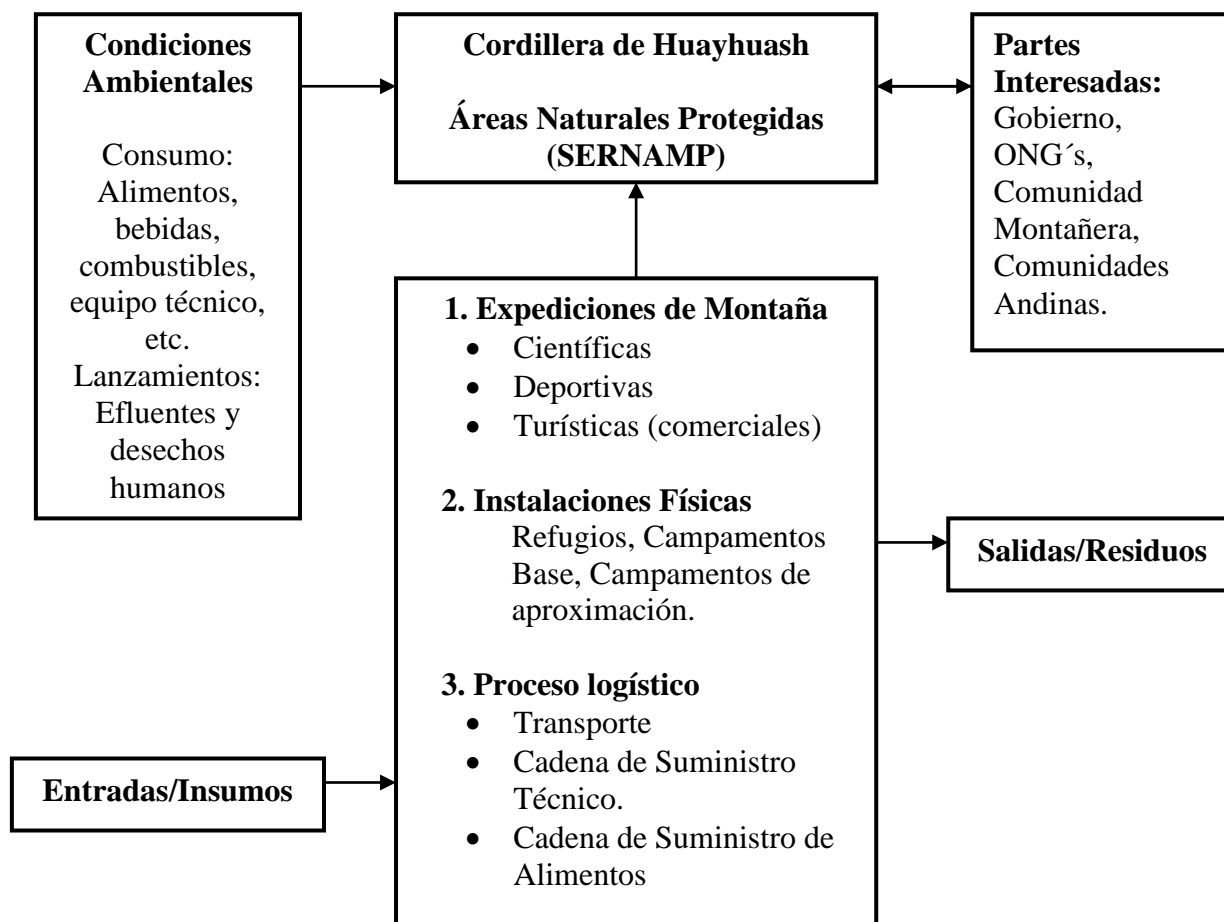 Condiciones
Ambientales
Consumo:
Alimentos,
bebidas,
combustibles,
equipo técnico,
etc.
Lanzamientos:
Efluentes y
desechos
humanos
Cordillera de Huayhuash
Áreas Naturales Protegidas
(SERNAMP)
Partes
Interesadas:
Gobierno,
ONG´s,
Comunidad
Montañera,
Comunidades
Andinas.
1. Expediciones de Montaña
• Científicas
• Deportivas
• Turísticas (comerciales)
2. Instalaciones Físicas
Refugios, Campamentos
Base, Campamentos de
aproximación.
3. Proceso logístico
• Transporte
• Cadena de Suministro
Técnico.
• Cadena de Suministro de
Alimentos
Salidas/Residuos
Entradas/Insumos